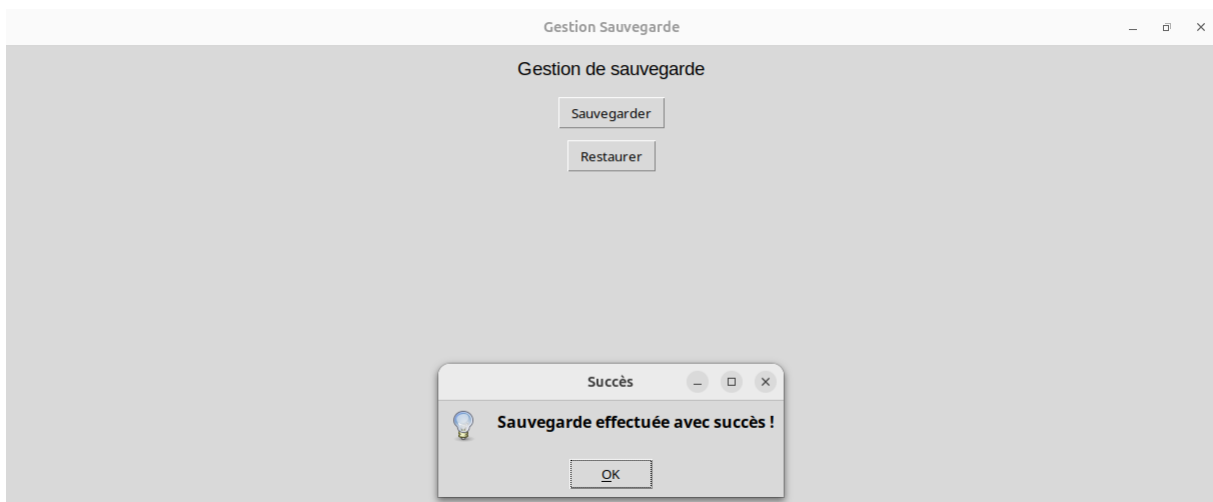 Gestion Sauvegarde
Gestion de sauvegarde
Sauvegarder
Restaurer
Succès
Sauvegarde effectuée avec succès !
OK